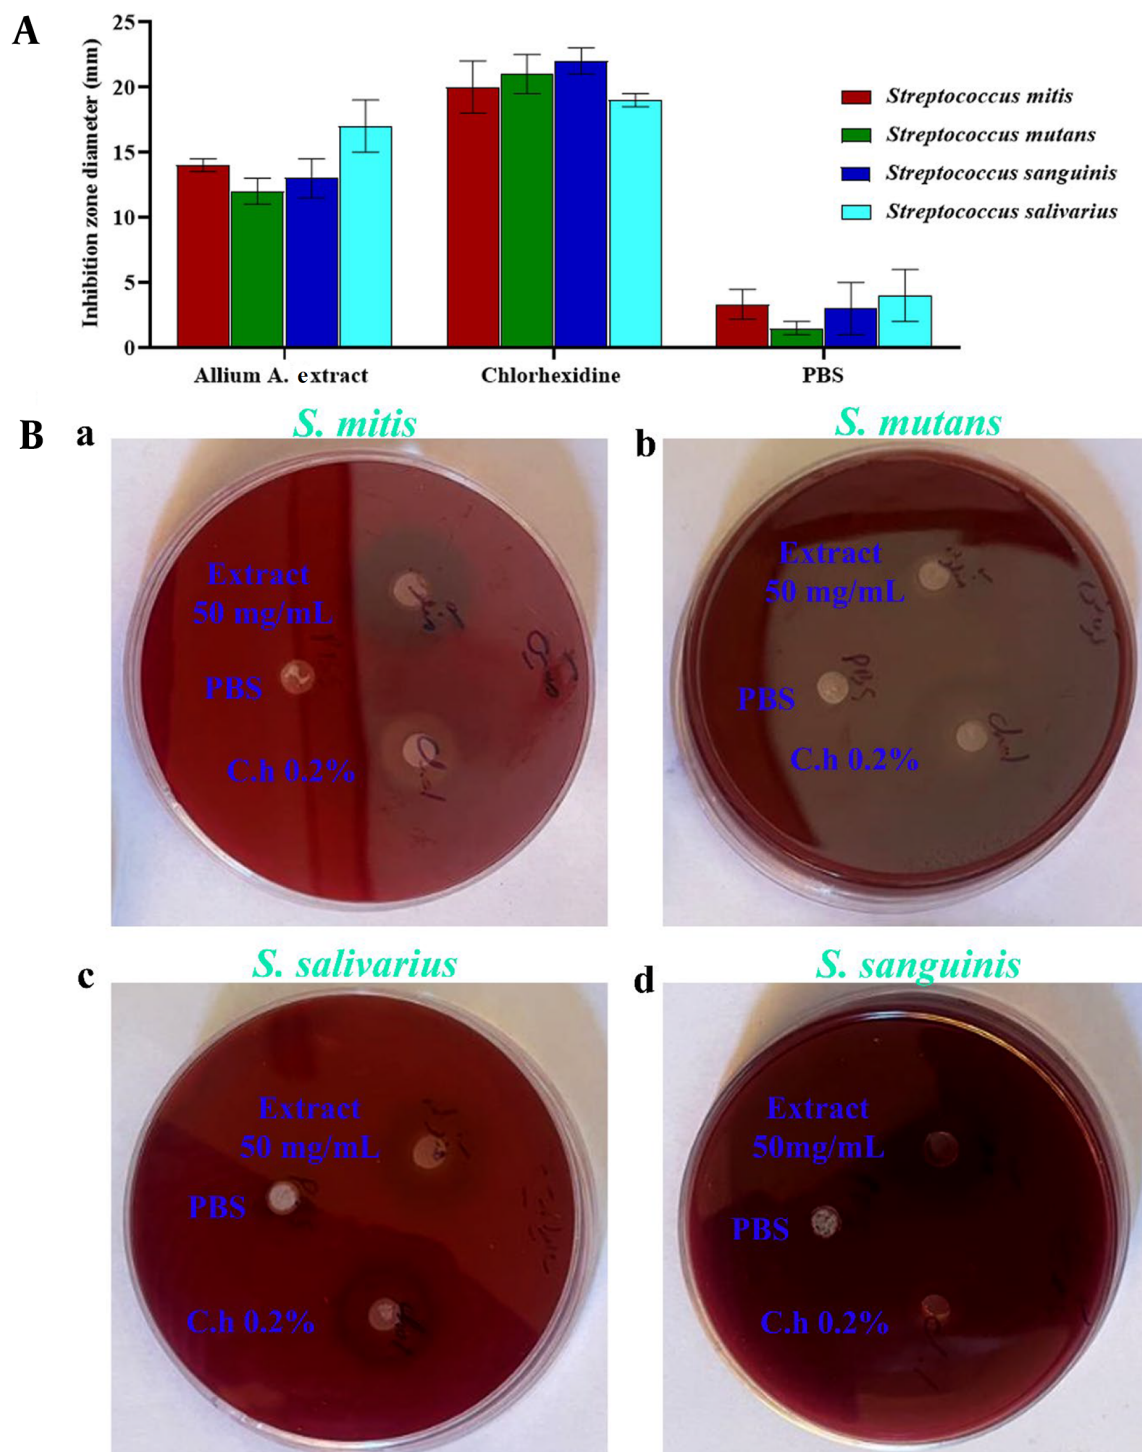 A
Inhibition zone diameter (mm)
25
20
15
10
5
0
Allium A. extract
Chlorhexidine
PBS
Streptococcus mitis
Streptococcus mutans
Streptococcus sanguinis
Streptococcus salivarius
B
a
S. mitis
Extract
50 mg/mL
PBS
C.h 0.2%
b
S. mutans
Extract
50 mg/mL
PBS
PBS
C.h 0.2%
c
S. salivarius
Extract
50 mg/mL
PBS
C.h 0.2%
d
S. sanguinis
Extract
50mg/mL
PBS
C.h 0.2%